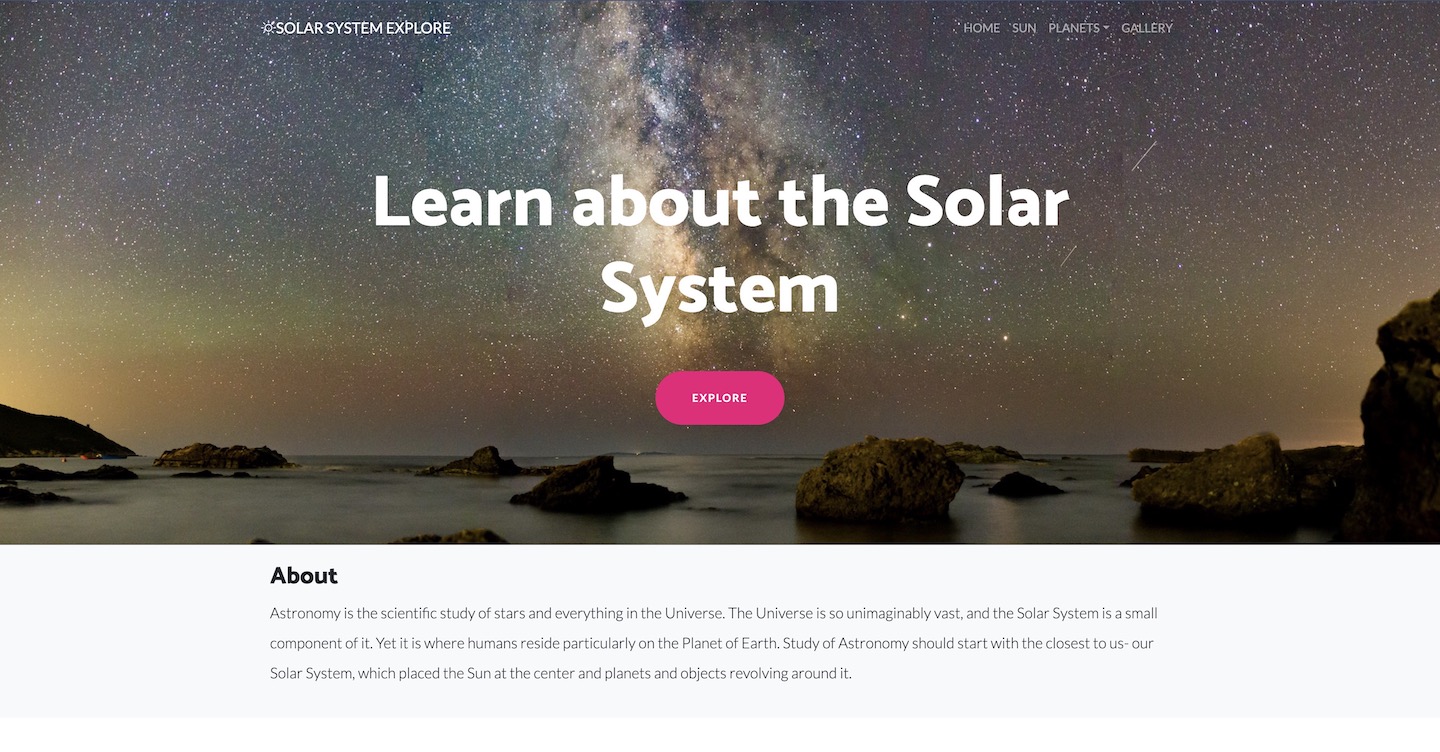 SOLAR SYSTEM EXPLORE
HOME SUN PLANETS GALLERY
Learn about the Solar
System
EXPLORE
About
Astronomy is the scientific study of stars and everything in the Universe. The Universe is so unimaginably vast, and the Solar System is a small
component of it. Yet it is where humans reside particularly on the Planet of Earth. Study of Astronomy should start with the closest to us- our
Solar System, which placed the Sun at the center and planets and objects revolving around it.